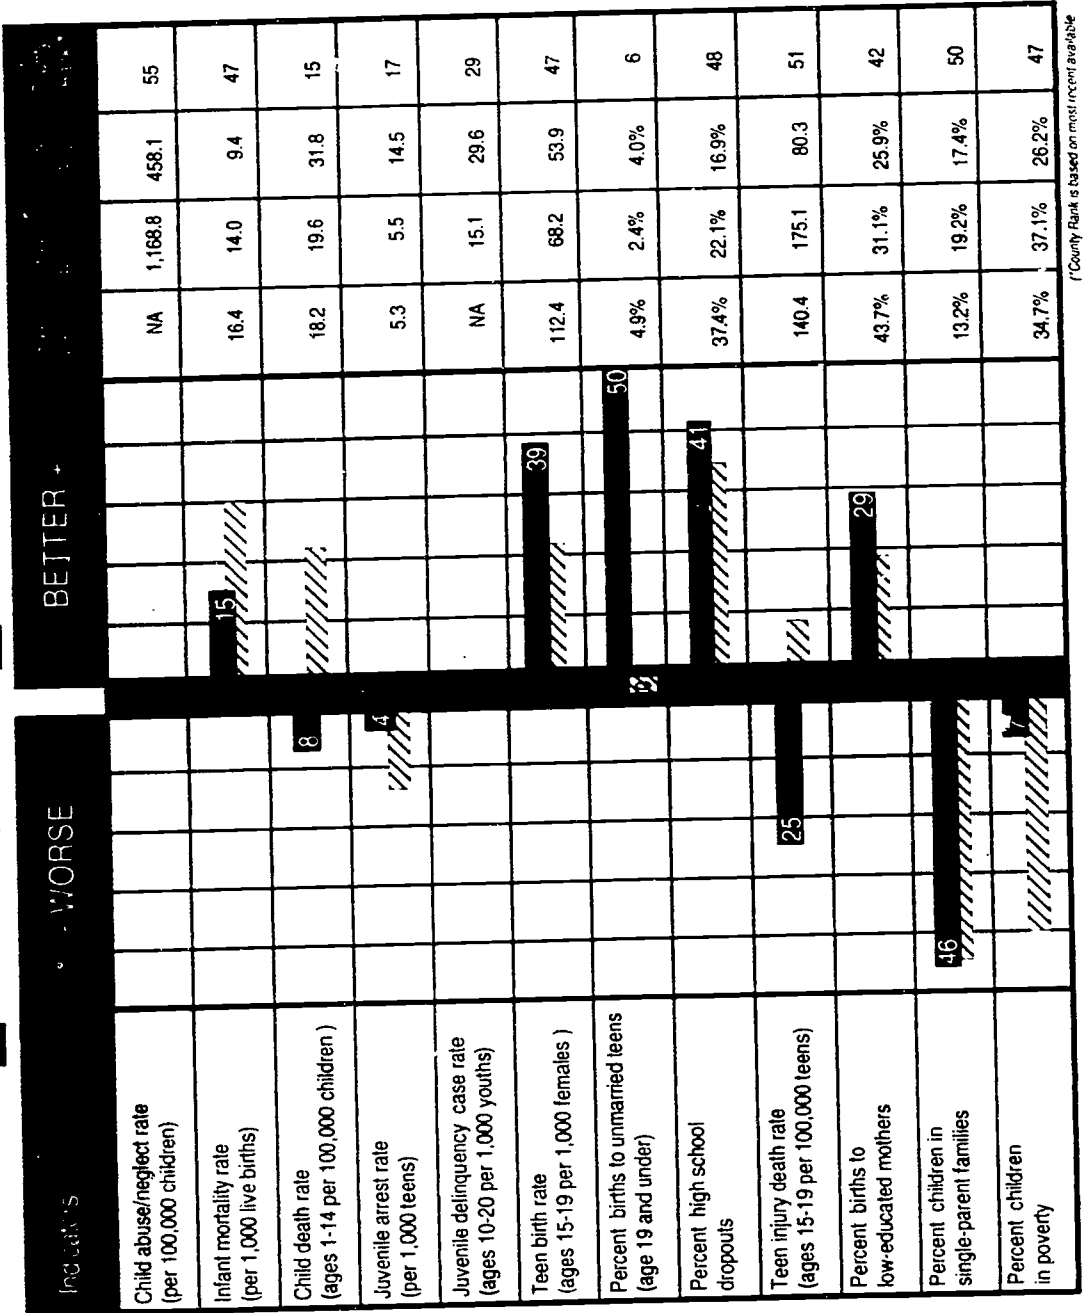 Indicators
- WORSE
BETTER +
Child abuse/neglect rate
(per 100,000 children)
NA 1,168.8 458.1 55
Infant mortality rate
(per 1,000 live births)
15
16.4 14.0 9.4 47
Child death rate
(ages 1-14 per 100,000 children )
8
18.2 19.6 31.8 15
Juvenile arrest rate
(per 1,000 teens)
4
5.3 5.5 14.5 17
Juvenile delinquency case rate
(ages 10-20 per 1,000 youths)
NA 15.1 29.6 29
Teen birth rate
(ages 15-19 per 1,000 females )
39
112.4 68.2 53.9 47
Percent births to unmarried teens
(age 19 and under)
50
4.9% 2.4% 4.0% 6
Percent high school
dropouts
41
37.4% 22.1% 16.9% 48
Teen injury death rate
(ages 15-19 per 100,000 teens)
25
140.4 175.1 80.3 51
Percent births to
low-educated mothers
29
43.7% 31.1% 25.9% 42
Percent children in
single-parent families
46
13.2% 19.2% 17.4% 50
Percent children
in poverty
7
34.7% 37.1% 26.2% 47
(*County Rank is based on most recent available